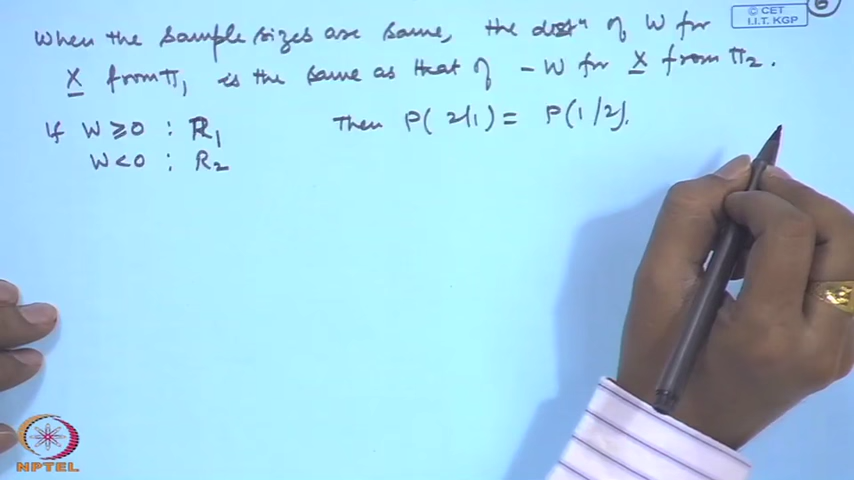 © CET
I.I.T. KGP
6
When the sample sizes are same, the distⁿ of W for
X from π₁ is the same as that of - W for X from π₂.
If W ≥ 0 : R₁ Then P( 2/1) = P(1/2).
W < 0 : R₂
NPTEL